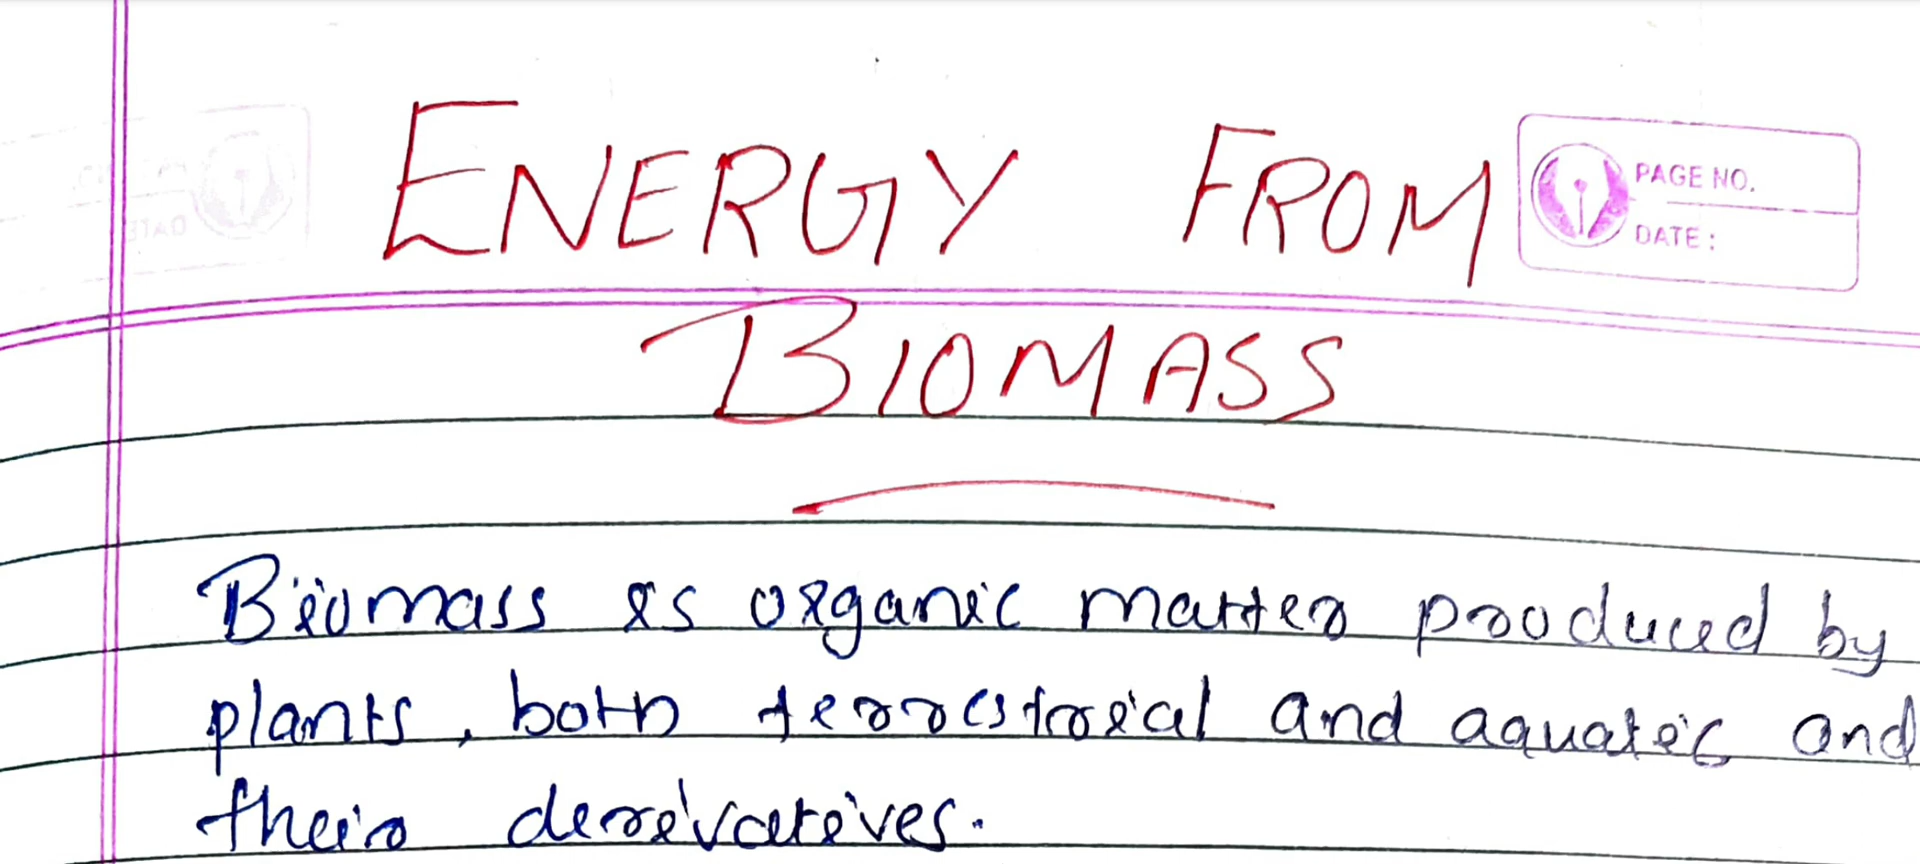 ENERGY FROM
PAGE NO.
DATE:
BIOMASS
Biomass is organic matter produced by
plants, both terrestrial and aquatic and
their derivatives.